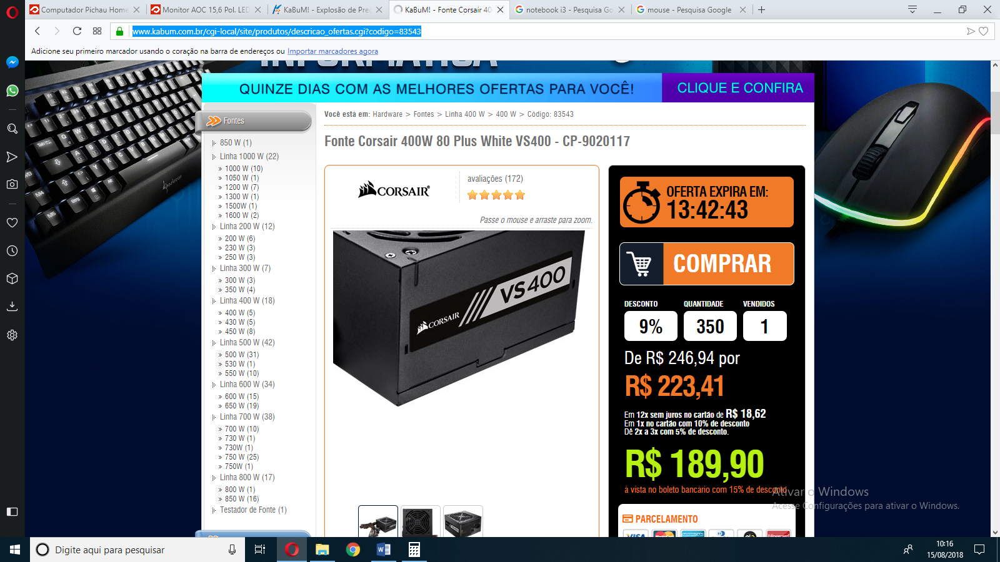 Computador Pichau Home
Monitor AOC 15,6 Pol. LED
KaBuM! - Explosão de Pre
KaBuM! - Fonte Corsair 40
notebook i3 - Pesquisa Go
mouse - Pesquisa Google
www.kabum.com.br/cgi-local/site/produtos/descricao_ofertas.cgi?codigo=83543
Adicione seu primeiro marcador usando o coração na barra de endereços ou Importar marcadores agora
INFORMÁTICA
QUINZE DIAS COM AS MELHORES OFERTAS PARA VOCÊ!
CLIQUE E CONFIRA
Fontes
850 W (1)
Linha 1000 W (22)
» 1000 W (10)
» 1050 W (1)
» 1200 W (7)
» 1300 W (1)
» 1500W (1)
» 1600 W (2)
Linha 200 W (12)
» 200 W (6)
» 230 W (3)
» 250 W (3)
Linha 300 W (7)
» 300 W (3)
» 350 W (4)
Linha 400 W (18)
» 400 W (5)
» 430 W (5)
» 450 W (8)
Linha 500 W (42)
» 500 W (31)
» 530 W (1)
» 550 W (10)
Linha 600 W (34)
» 600 W (15)
» 650 W (19)
Linha 700 W (38)
» 700 W (10)
» 730 W (1)
» 730W (1)
» 750 W (25)
» 750W (1)
Linha 800 W (17)
» 800 W (1)
» 850 W (16)
Testador de Fonte (1)
Você está em: Hardware > Fontes > Linha 400 W > 400 W > Código: 83543
Fonte Corsair 400W 80 Plus White VS400 - CP-9020117
CORSAIR
avaliações (172)
Passe o mouse e arraste para zoom.
CORSAIR VS400
OFERTA EXPIRA EM:
13:42:43
COMPRAR
DESCONTO QUANTIDADE VENDIDOS
9% 350 1
De R$ 246,94 por
R$ 223,41
Em 12x sem juros no cartão de R$ 18,62
Em 1x no cartão com 10% de desconto
Dê 2x a 3x com 5% de desconto.
R$ 189,90
à vista no boleto bancário com 15% de desconto
Ativar o Windows
Acesse Configurações para ativar o Windows.
PARCELAMENTO
VISA
Digite aqui para pesquisar
10:16
15/08/2018